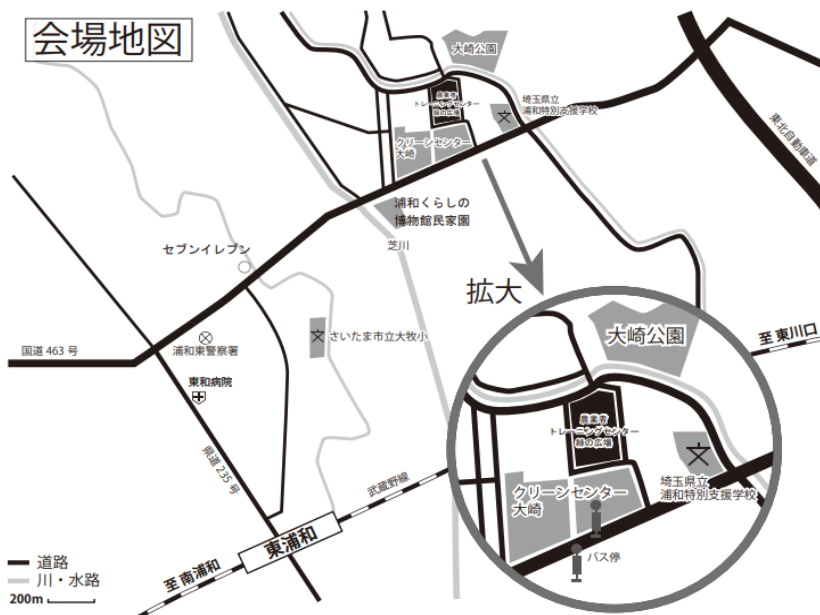 会場地図
大崎公園
農業者
トレーニングセンター
緑の広場
埼玉県立
浦和特別支援学校
クリーンセンター
大崎
東北自動車道
浦和くらしの
博物館民家園
芝川
セブンイレブン
拡大
国道 463 号
浦和東警察署
さいたま市立大牧小
東和病院
県道 235 号
武蔵野線
東浦和
至 南浦和
至 東川口
大崎公園
農業者
トレーニングセンター
緑の広場
クリーンセンター
大崎
埼玉県立
浦和特別支援学校
バス停
道路
川・水路
200m